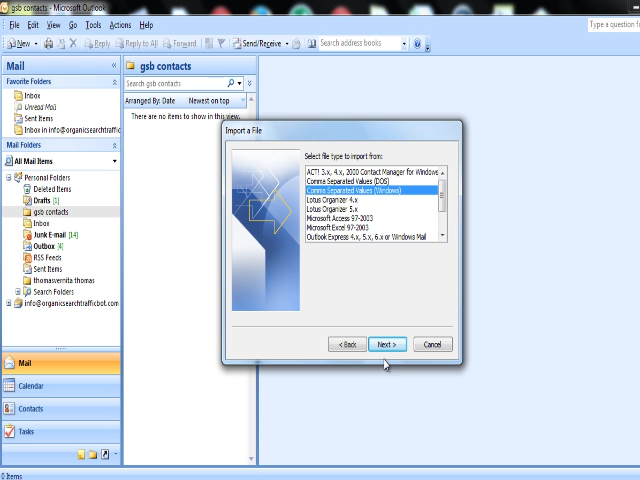 gsb contacts - Microsoft Outlook
File Edit View Go Tools Actions Help
Type a question f
New Reply Reply to All Forward Send/Receive Search address books
Mail «
Favorite Folders
Inbox
Unread Mail
Sent Items
Inbox in info@organicsearchtraffic
Mail Folders
All Mail Items
Personal Folders
Deleted Items
Drafts [1]
gsb contacts
Inbox
Junk E-mail [14]
Outbox [4]
RSS Feeds
Sent Items
thomasvernita thomas
Search Folders
info@organicsearchtrafficbot.com
Mail
Calendar
Contacts
Tasks
0 Items
gsb contacts
Search gsb contacts
Arranged By: Date Newest on top
There are no items to show in this view.
Import a File
Select file type to import from:
ACT! 3.x, 4.x, 2000 Contact Manager for Windows
Comma Separated Values (DOS)
Comma Separated Values (Windows)
Lotus Organizer 4.x
Lotus Organizer 5.x
Microsoft Access 97-2003
Microsoft Excel 97-2003
Outlook Express 4.x, 5.x, 6.x or Windows Mail
< Back Next > Cancel